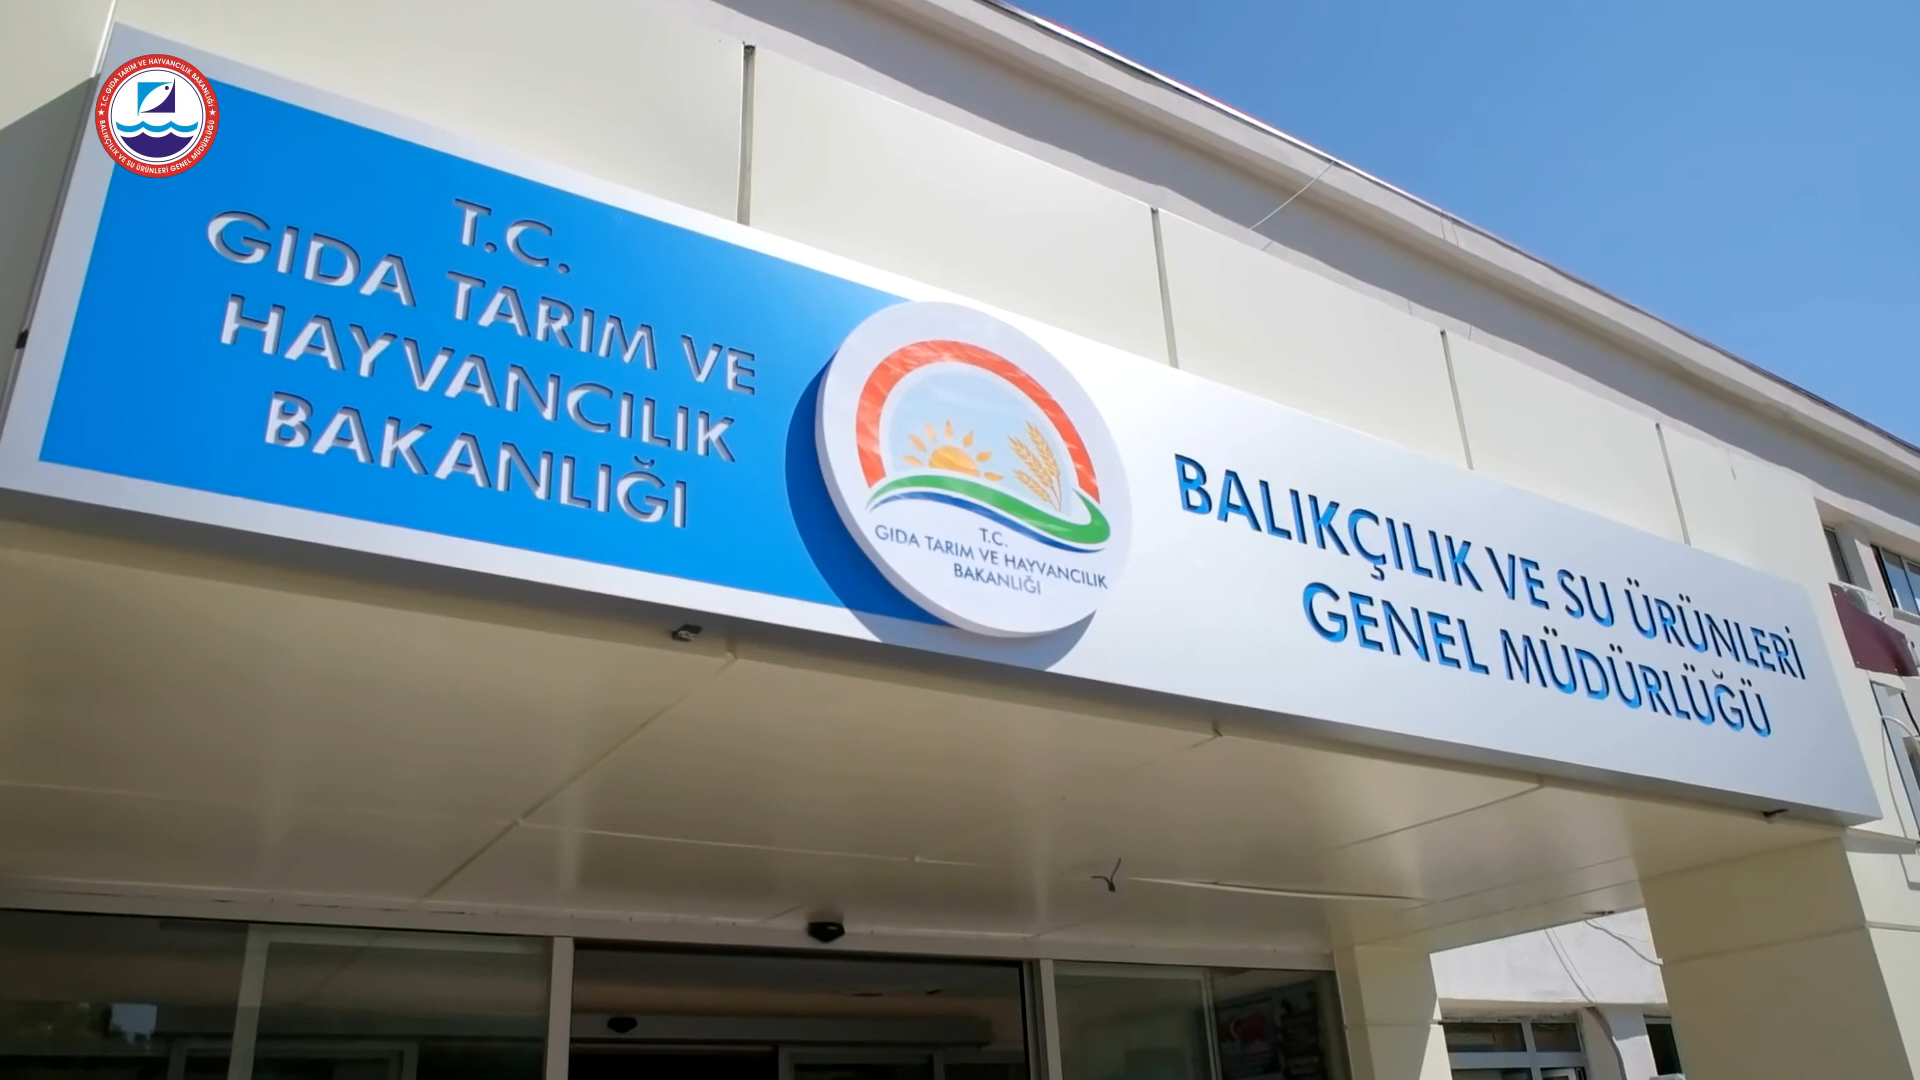 T.C. GIDA TARIM VE HAYVANCILIK BAKANLIĞI
BALIKÇILIK VE SU ÜRÜNLERİ GENEL MÜDÜRLÜĞÜ
T.C.
GIDA TARIM VE
HAYVANCILIK
BAKANLIĞI
T.C.
GIDA TARIM VE HAYVANCILIK
BAKANLIĞI
BALIKÇILIK VE SU ÜRÜNLERİ
GENEL MÜDÜRLÜĞÜ